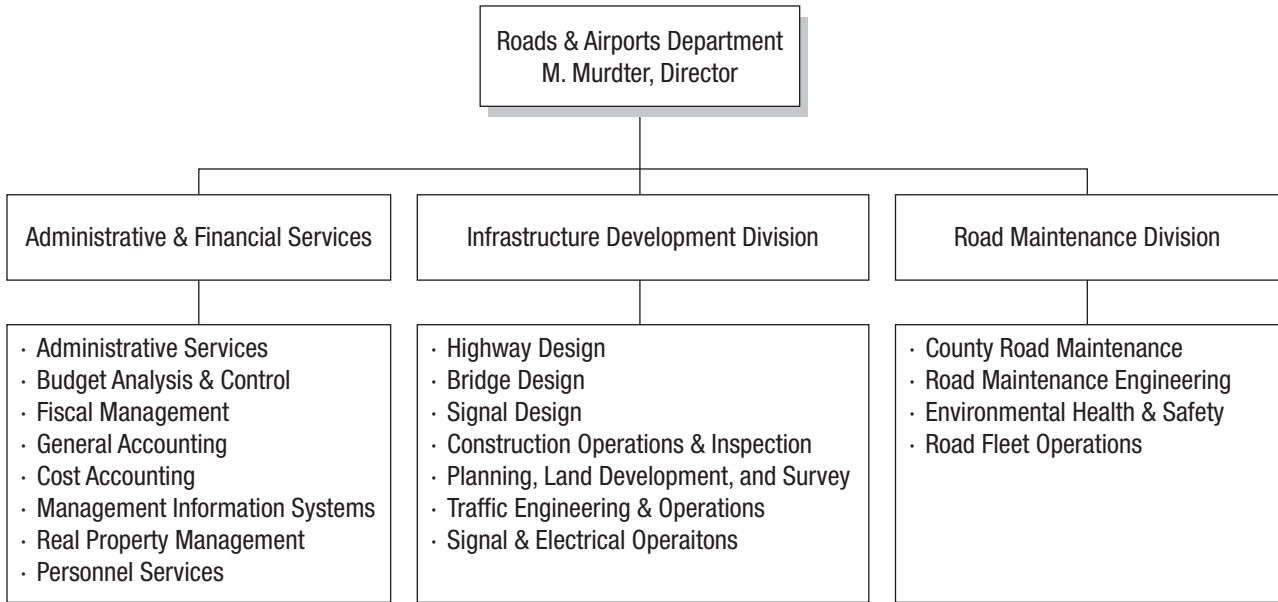 Roads & Airports Department
M. Murdter, Director
Administrative & Financial Services
Infrastructure Development Division
Road Maintenance Division
· Administrative Services
· Budget Analysis & Control
· Fiscal Management
· General Accounting
· Cost Accounting
· Management Information Systems
· Real Property Management
· Personnel Services
· Highway Design
· Bridge Design
· Signal Design
· Construction Operations & Inspection
· Planning, Land Development, and Survey
· Traffic Engineering & Operations
· Signal & Electrical Operaitons
· County Road Maintenance
· Road Maintenance Engineering
· Environmental Health & Safety
· Road Fleet Operations